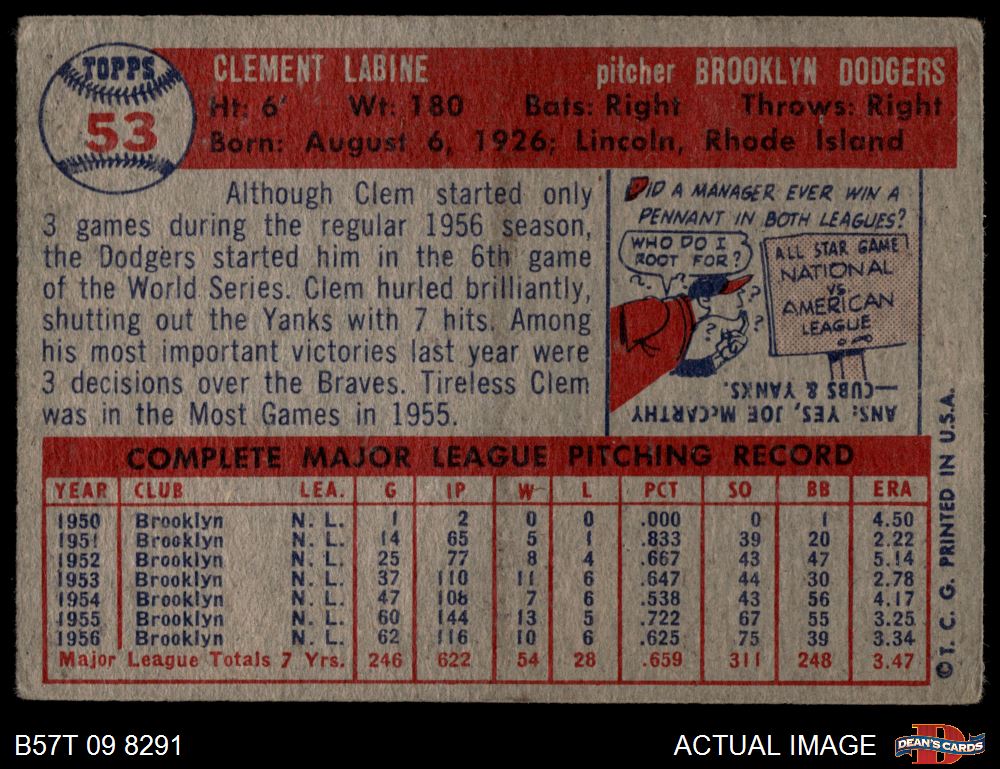 TOPPS
53
CLEMENT LABINE pitcher BROOKLYN DODGERS
Ht: 6' Wt: 180 Bats: Right Throws: Right
Born: August 6, 1926; Lincoln, Rhode Island
Although Clem started only
3 games during the regular 1956 season,
the Dodgers started him in the 6th game
of the World Series. Clem hurled brilliantly,
shutting out the Yanks with 7 hits. Among
his most important victories last year were
3 decisions over the Braves. Tireless Clem
was in the Most Games in 1955.
DID A MANAGER EVER WIN A
PENNANT IN BOTH LEAGUES?
WHO DO I
ROOT FOR?
ALL STAR GAME
NATIONAL
VS
AMERICAN
LEAGUE
ANS: YES, JOE McCARTHY
—CUBS & YANKS.
COMPLETE MAJOR LEAGUE PITCHING RECORD
YEAR CLUB LEA. G IP W L PCT SO BB ERA
1950 Brooklyn N. L. 1 2 0 0 .000 0 1 4.50
1951 Brooklyn N. L. 14 65 5 1 .833 39 20 2.22
1952 Brooklyn N. L. 25 77 8 4 .667 43 47 5.14
1953 Brooklyn N. L. 37 110 11 6 .647 44 30 2.78
1954 Brooklyn N. L. 47 108 7 6 .538 43 56 4.17
1955 Brooklyn N. L. 60 144 13 5 .722 67 55 3.25
1956 Brooklyn N. L. 62 116 10 6 .625 75 39 3.34
Major League Totals 7 Yrs. 246 622 54 28 .659 311 248 3.47
© T. C. G. PRINTED IN U.S.A.
B57T 09 8291
ACTUAL IMAGE
DEAN'S CARDS